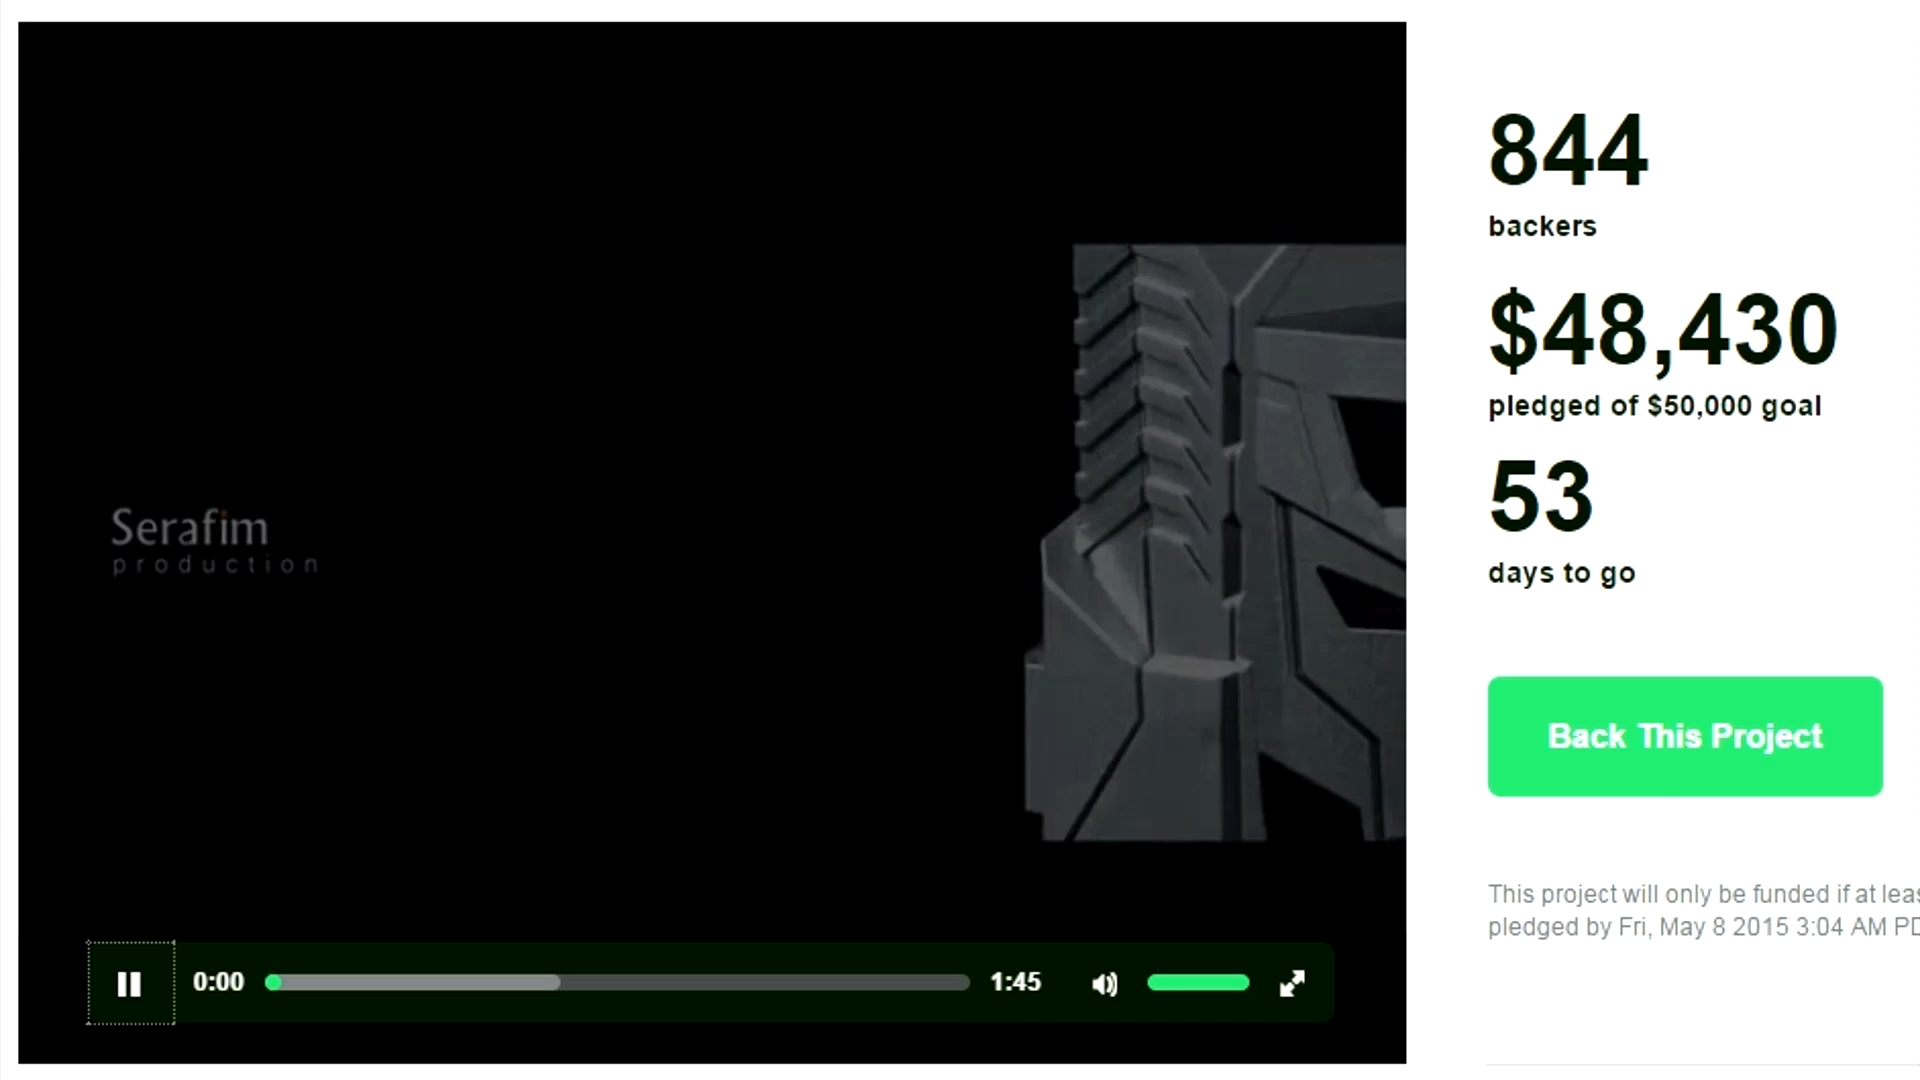 Serafim
production
0:00
1:45
844
backers
$48,430
pledged of $50,000 goal
53
days to go
Back This Project
This project will only be funded if at
pledged by Fri, May 8 2015 3:04 AM